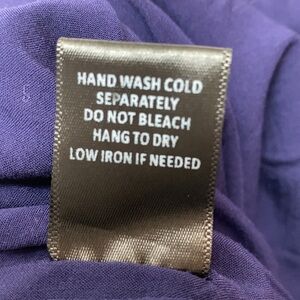 HAND WASH COLD
SEPARATELY
DO NOT BLEACH
HANG TO DRY
LOW IRON IF NEEDED